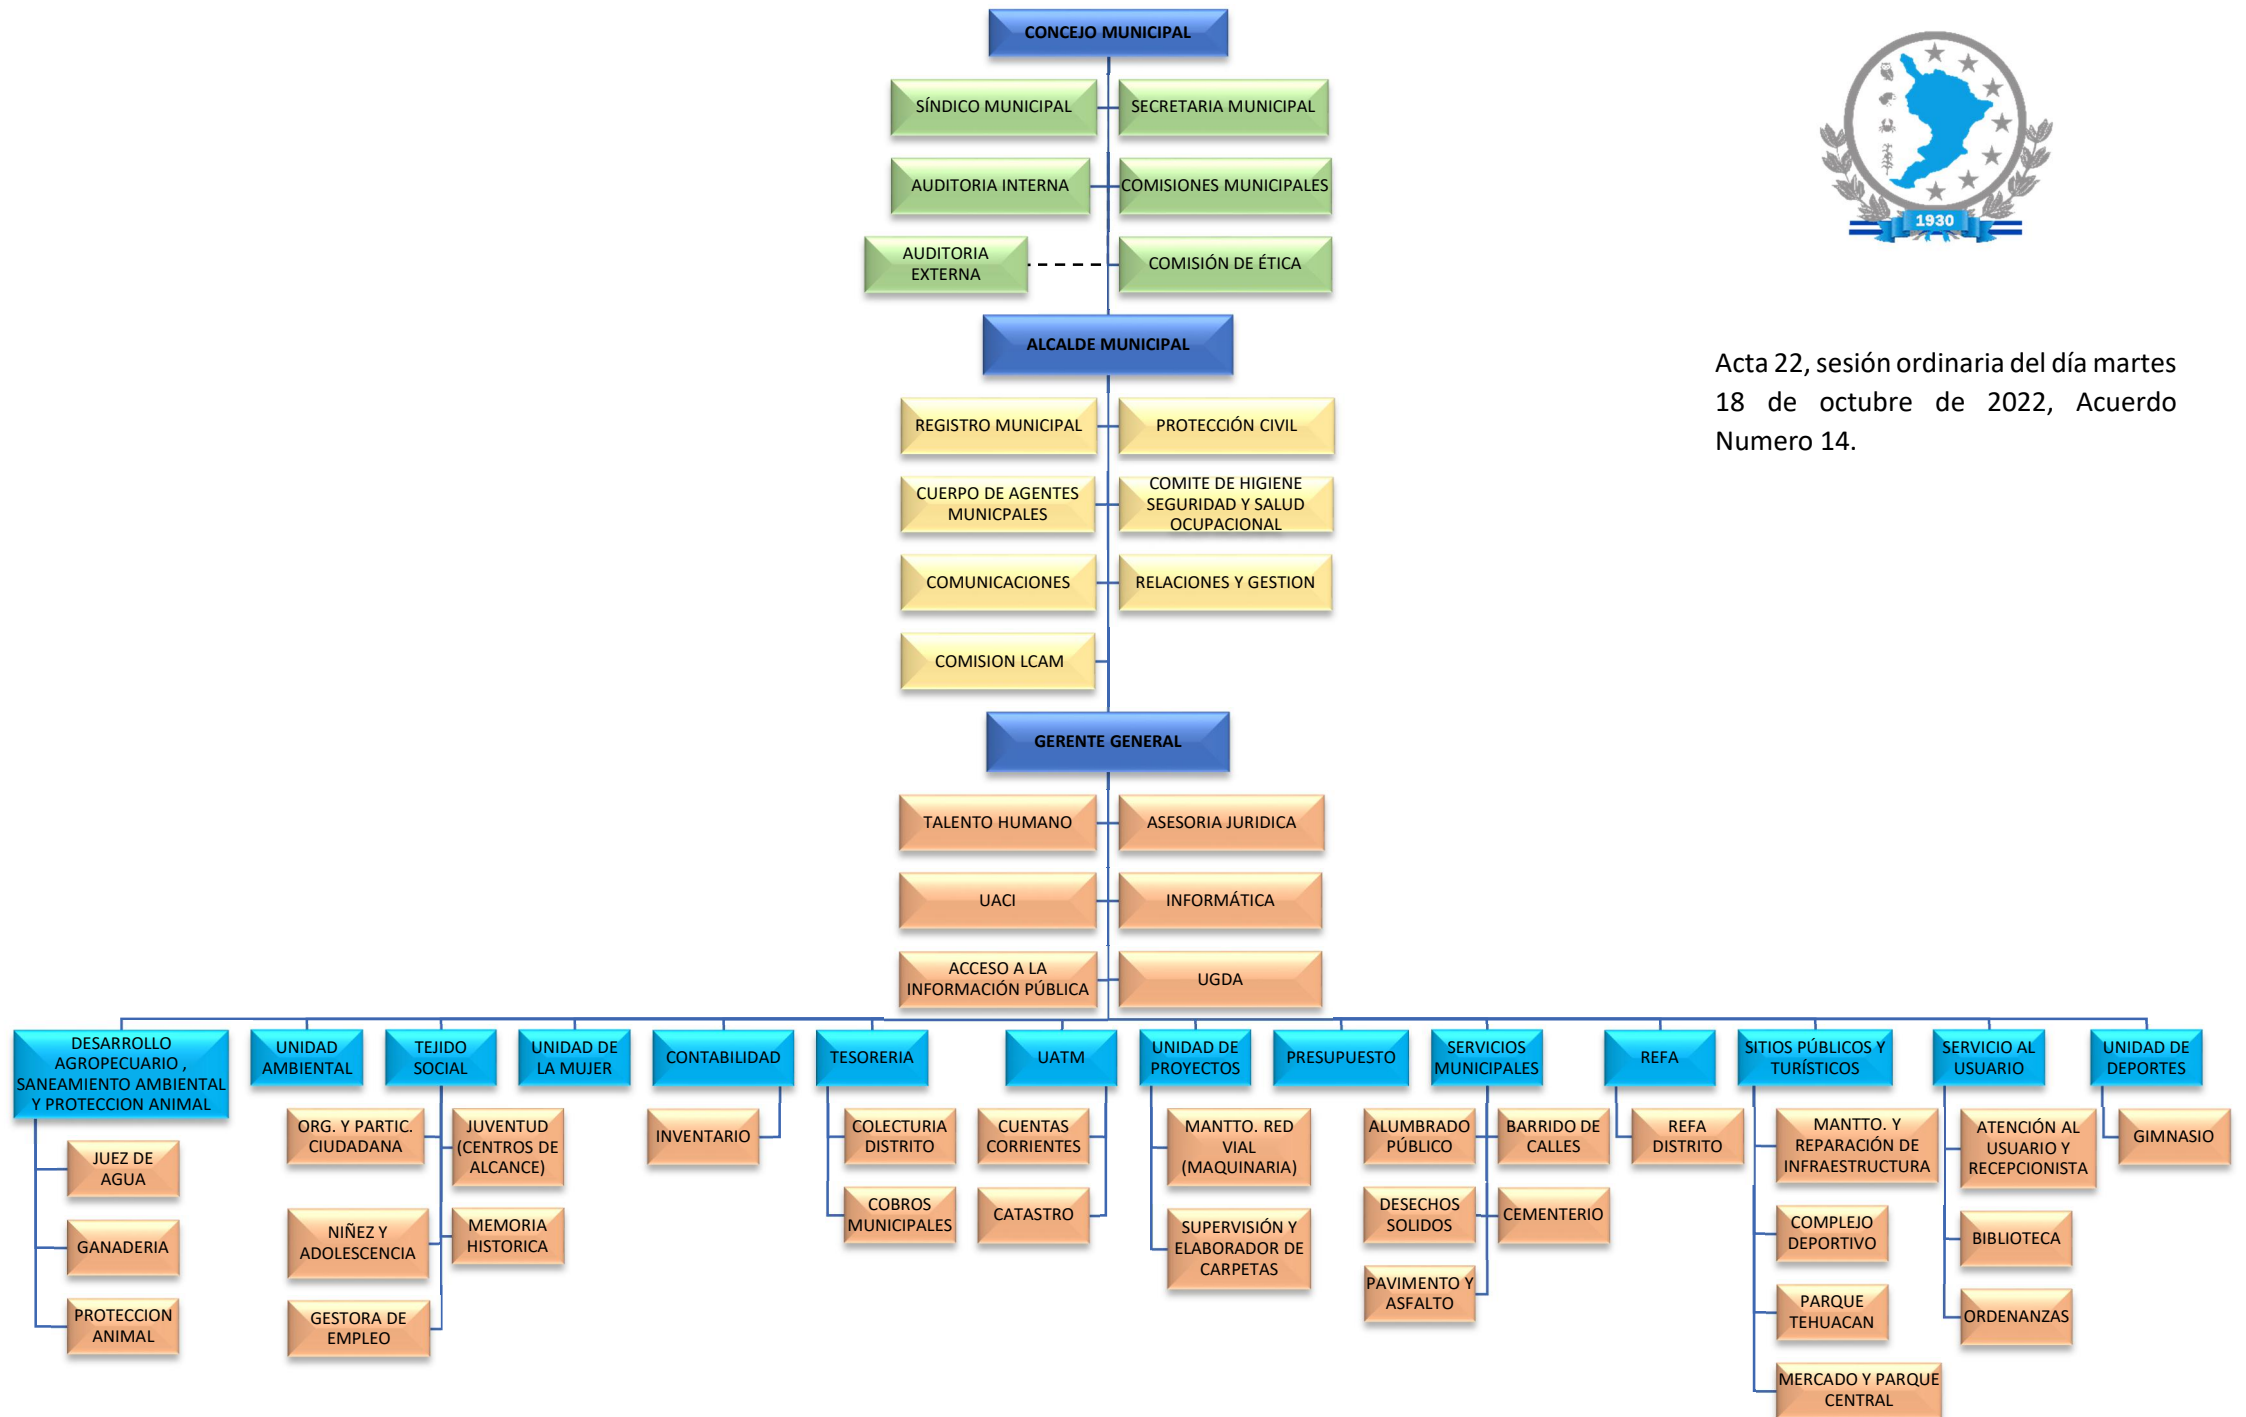 CONCEJO MUNICIPAL
SÍNDICO MUNICIPAL
SECRETARIA MUNICIPAL
AUDITORIA INTERNA
COMISIONES MUNICIPALES
AUDITORIA
EXTERNA
COMISIÓN DE ÉTICA
1930
ALCALDE MUNICIPAL
Acta 22, sesión ordinaria del día martes
18 de octubre de 2022, Acuerdo
Numero 14.
REGISTRO MUNICIPAL
PROTECCIÓN CIVIL
CUERPO DE AGENTES
MUNICPALES
COMITE DE HIGIENE
SEGURIDAD Y SALUD
OCUPACIONAL
COMUNICACIONES
RELACIONES Y GESTION
COMISION LCAM
GERENTE GENERAL
TALENTO HUMANO
ASESORIA JURIDICA
UACI
INFORMÁTICA
ACCESO A LA
INFORMACIÓN PÚBLICA
UGDA
DESARROLLO
AGROPECUARIO ,
SANEAMIENTO AMBIENTAL
Y PROTECCION ANIMAL
UNIDAD
AMBIENTAL
TEJIDO
SOCIAL
UNIDAD DE
LA MUJER
CONTABILIDAD
TESORERIA
UATM
UNIDAD DE
PROYECTOS
PRESUPUESTO
SERVICIOS
MUNICIPALES
REFA
SITIOS PÚBLICOS Y
TURÍSTICOS
SERVICIO AL
USUARIO
UNIDAD DE
DEPORTES
JUEZ DE
AGUA
GANADERIA
PROTECCION
ANIMAL
ORG. Y PARTIC.
CIUDADANA
JUVENTUD
(CENTROS DE
ALCANCE)
NIÑEZ Y
ADOLESCENCIA
MEMORIA
HISTORICA
GESTORA DE
EMPLEO
INVENTARIO
COLECTURIA
DISTRITO
COBROS
MUNICIPALES
CUENTAS
CORRIENTES
CATASTRO
MANTTO. RED
VIAL
(MAQUINARIA)
SUPERVISIÓN Y
ELABORADOR DE
CARPETAS
ALUMBRADO
PÚBLICO
BARRIDO DE
CALLES
DESECHOS
SOLIDOS
CEMENTERIO
PAVIMENTO Y
ASFALTO
REFA
DISTRITO
MANTTO. Y
REPARACIÓN DE
INFRAESTRUCTURA
COMPLEJO
DEPORTIVO
PARQUE
TEHUACAN
MERCADO Y PARQUE
CENTRAL
ATENCIÓN AL
USUARIO Y
RECEPCIONISTA
BIBLIOTECA
ORDENANZAS
GIMNASIO